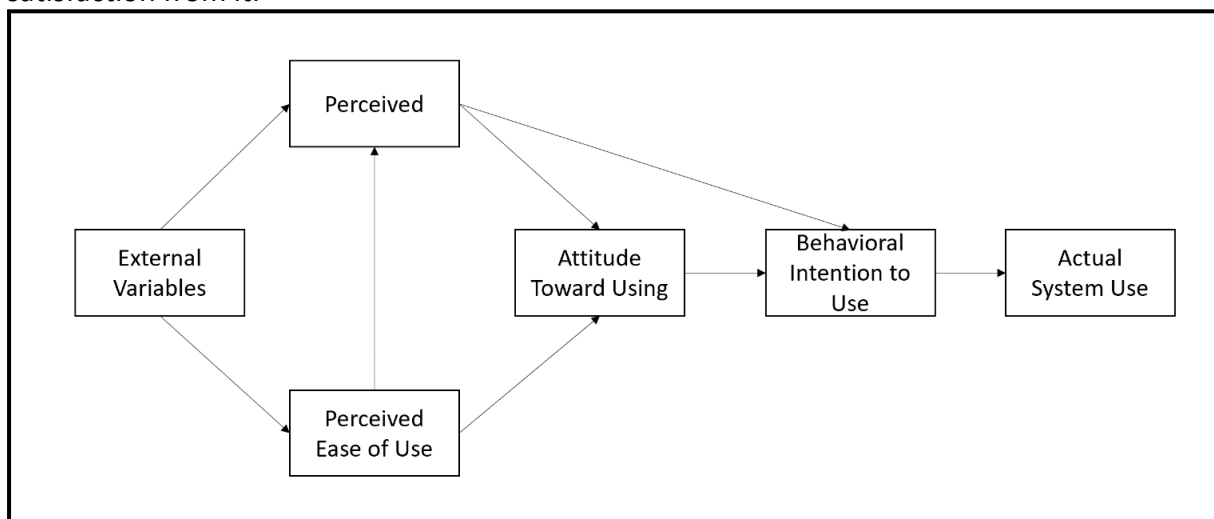 satisfaction from it.
Perceived
External
Variables
Attitude
Toward Using
Behavioral
Intention to
Use
Actual
System Use
Perceived
Ease of Use